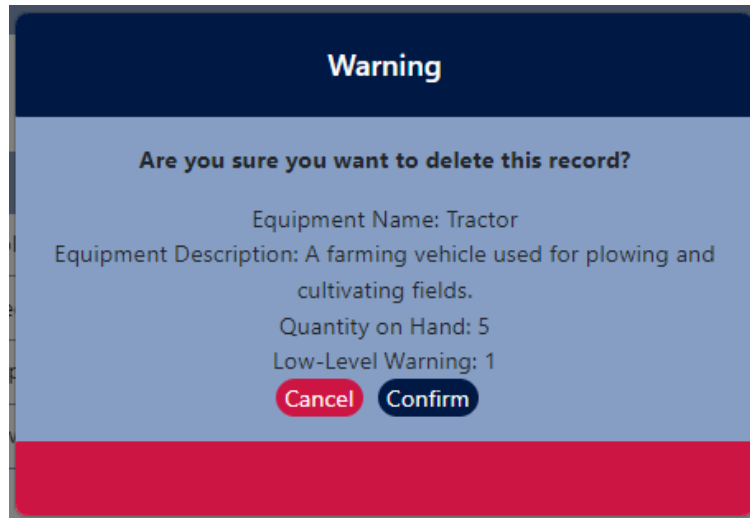 Warning
Are you sure you want to delete this record?
Equipment Name: Tractor
Equipment Description: A farming vehicle used for plowing and
cultivating fields.
Quantity on Hand: 5
Low-Level Warning: 1
Cancel Confirm